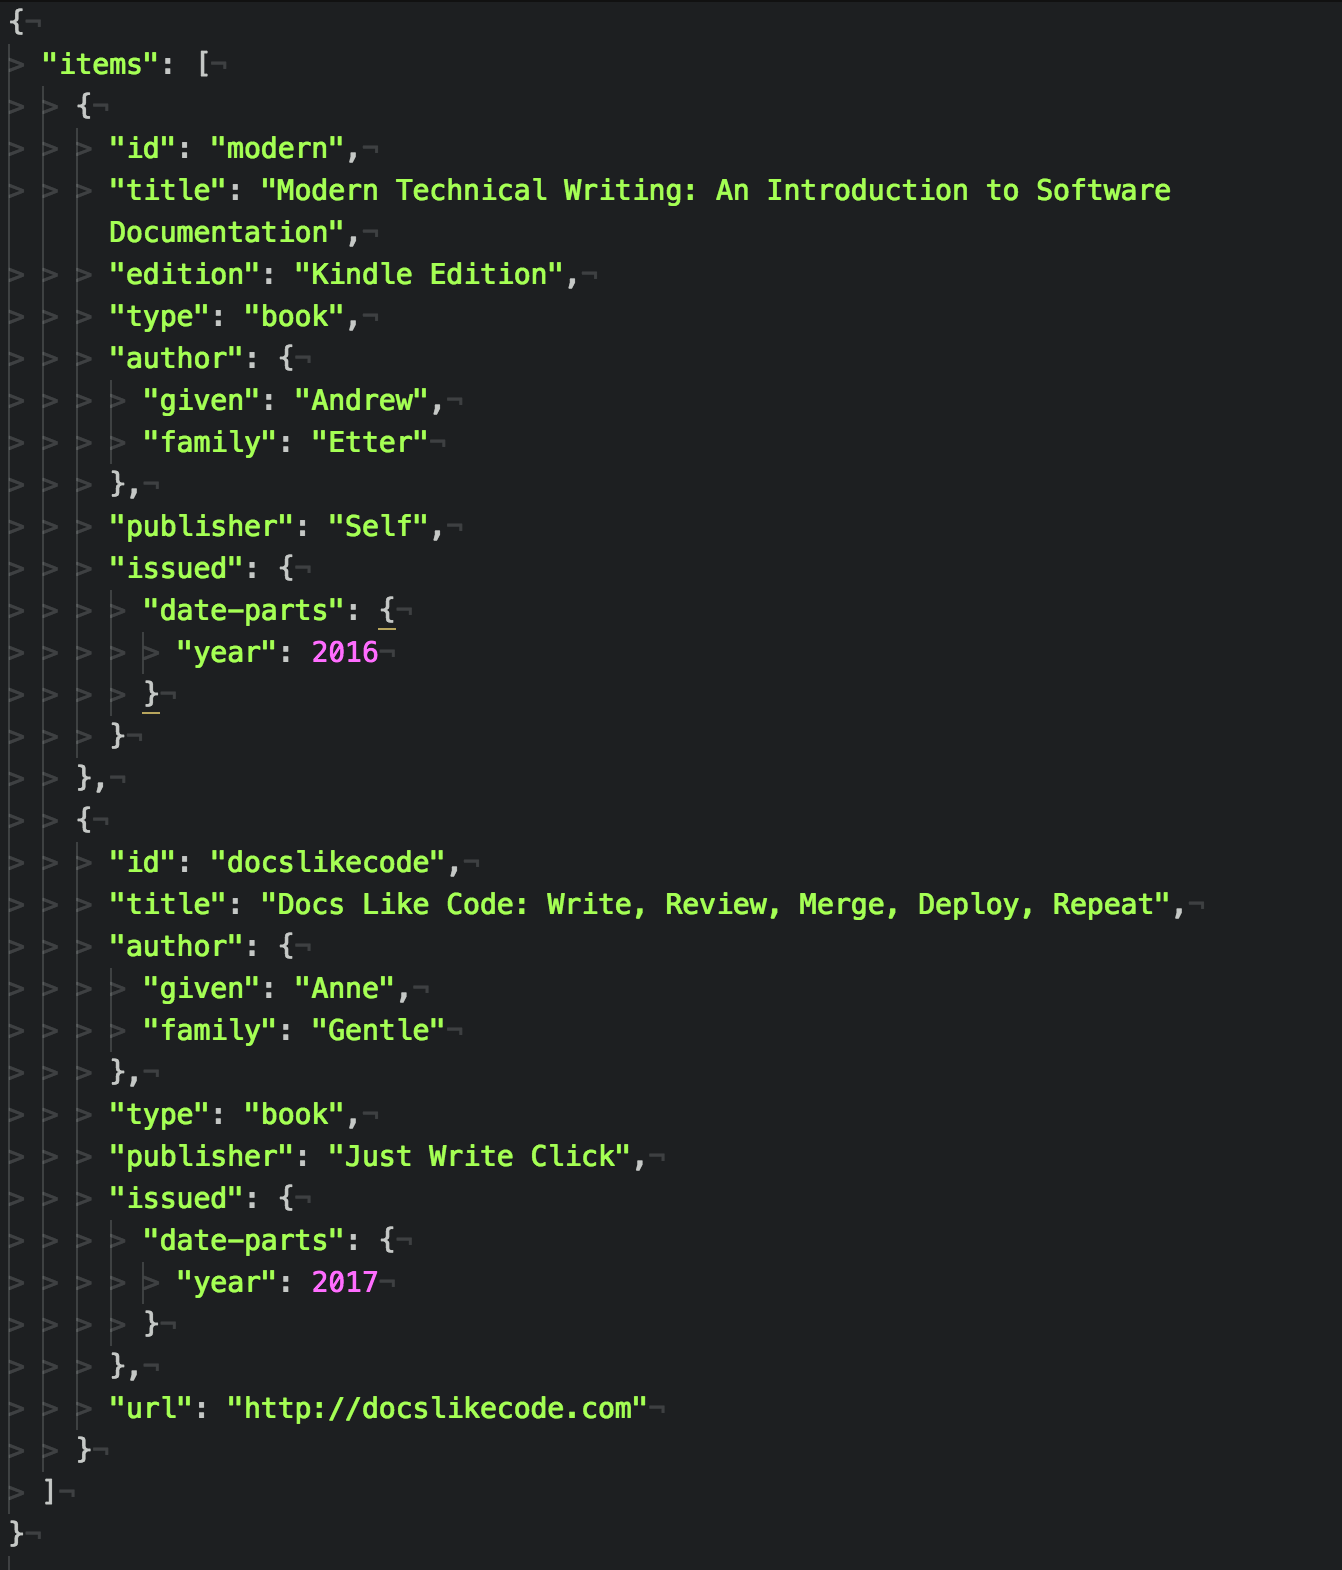 {
"items": [
{
"id": "modern",
"title": "Modern Technical Writing: An Introduction to Software
Documentation",
"edition": "Kindle Edition",
"type": "book",
"author": {
"given": "Andrew",
"family": "Etter"
},
"publisher": "Self",
"issued": {
"date-parts": {
"year": 2016
}
}
},
{
"id": "docslikecode",
"title": "Docs Like Code: Write, Review, Merge, Deploy, Repeat",
"author": {
"given": "Anne",
"family": "Gentle"
},
"type": "book",
"publisher": "Just Write Click",
"issued": {
"date-parts": {
"year": 2017
}
},
"url": "http://docslikecode.com"
}
]
}